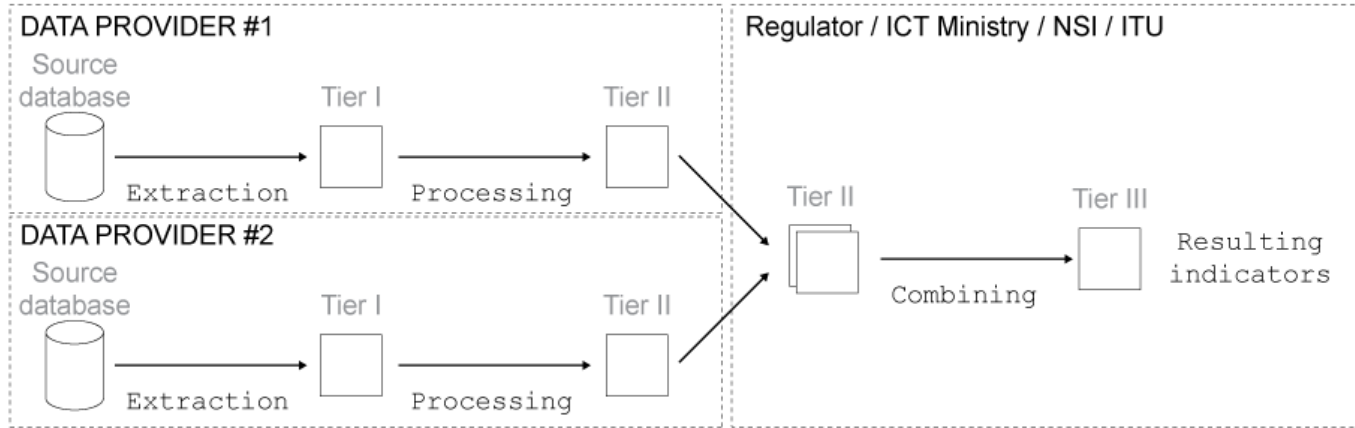 DATA PROVIDER #1
Source
database
Tier I
Tier II
Extraction
Processing
DATA PROVIDER #2
Source
database
Tier I
Tier II
Extraction
Processing
Regulator / ICT Ministry / NSI / ITU
Tier II
Tier III
Combining
Resulting
indicators